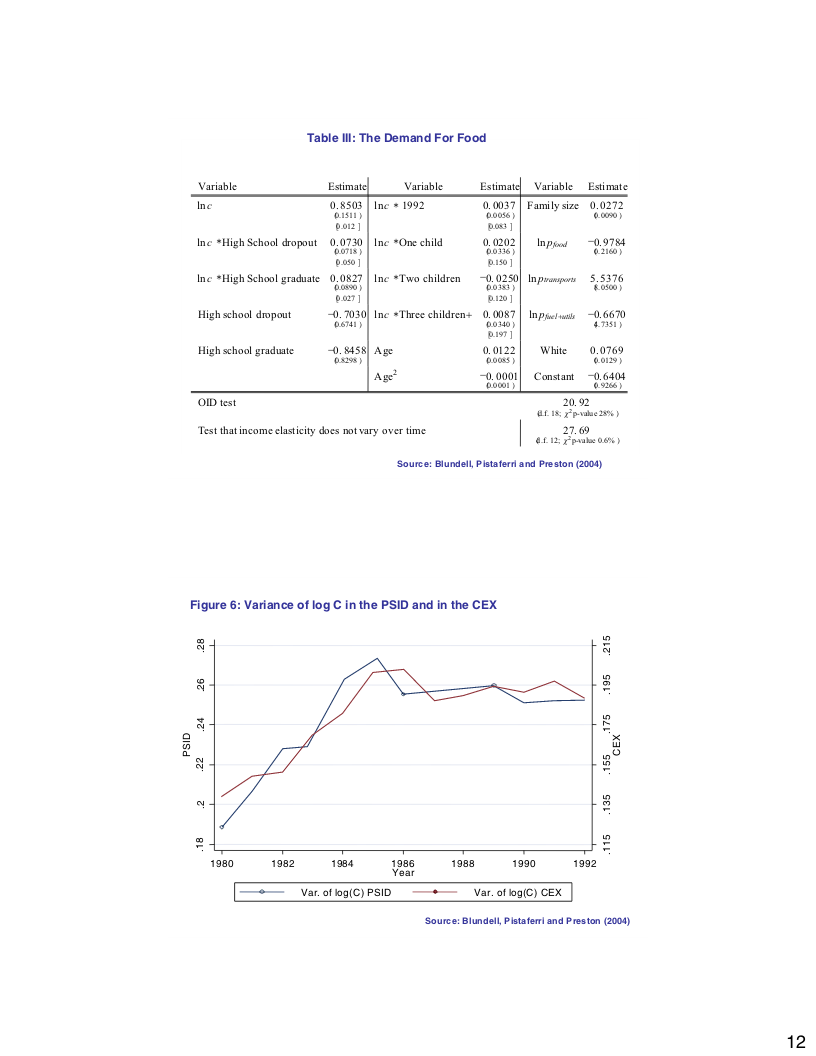 Table III: The Demand For Food
Variable Estimate Variable Estimate Variable Estimate
ln c 0.8503 ln c * 1992 0.0037 Family size 0.0272
(0.1511) (0.0056) (0.0090)
[0.012] [0.083]
ln c *High School dropout 0.0730 ln c *One child 0.0202 ln p food −0.9784
(0.0718) (0.0336) (0.2160)
[0.050] [0.150]
ln c *High School graduate 0.0827 ln c *Two children −0.0250 ln p transports 5.5376
(0.0890) (0.0383) (8.0500)
[0.027] [0.120]
High school dropout −0.7030 ln c *Three children+ 0.0087 ln p fuel+utils −0.6670
(0.6741) (0.0340) (4.7351)
[0.197]
High school graduate −0.8458 Age 0.0122 White 0.0769
(0.8298) (0.0085) (0.0129)
Age² −0.0001 Constant −0.6404
(0.0001) (0.9266)
OID test 20.92
(d.f. 18; χ² p-value 28%)
Test that income elasticity does not vary over time 27.69
(d.f. 12; χ² p-value 0.6%)
Source: Blundell, Pistaferri and Preston (2004)
Figure 6: Variance of log C in the PSID and in the CEX
.28 .215
.26 .195
.24 .175
PSID CEX
.22 .155
.2 .135
.18 .115
1980 1982 1984 1986 1988 1990 1992
Year
Var. of log(C) PSID Var. of log(C) CEX
Source: Blundell, Pistaferri and Preston (2004)
12